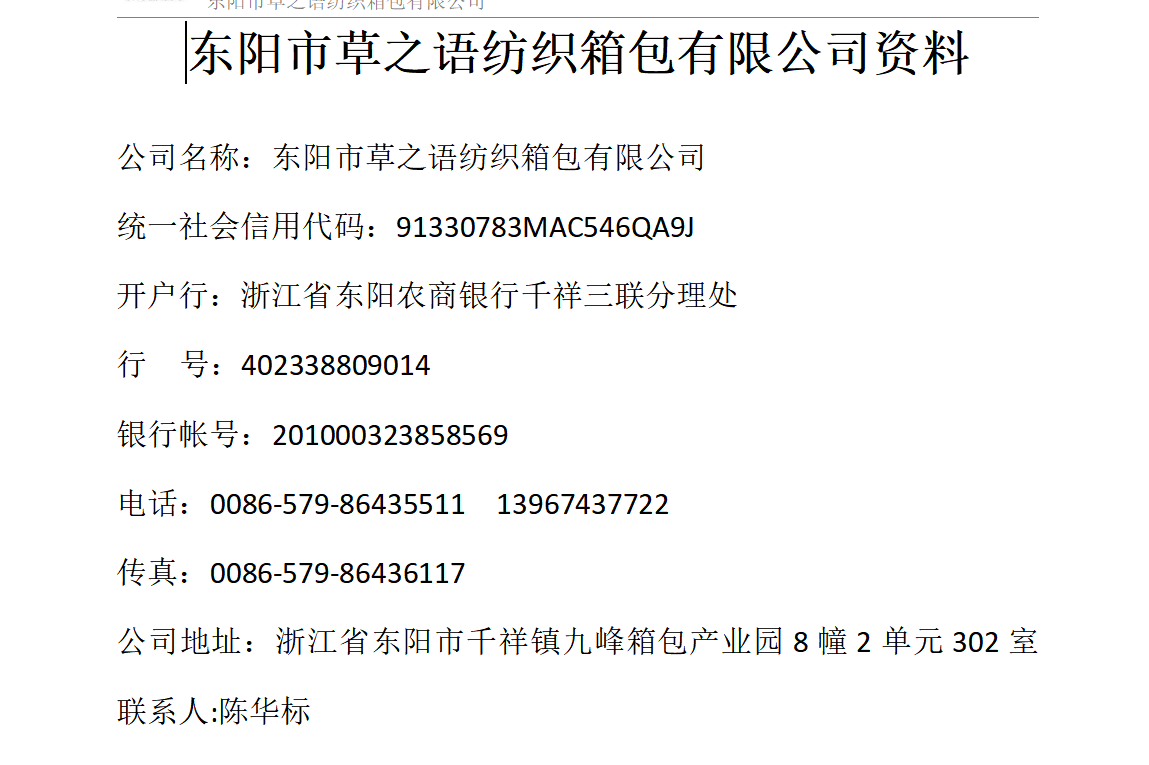 东阳市草之语纺织箱包有限公司
东阳市草之语纺织箱包有限公司资料
公司名称：东阳市草之语纺织箱包有限公司
统一社会信用代码：91330783MAC546QA9J
开户行：浙江省东阳农商银行千祥三联分理处
行    号：402338809014
银行帐号：201000323858569
电话：0086-579-86435511    13967437722
传真：0086-579-86436117
公司地址：浙江省东阳市千祥镇九峰箱包产业园 8 幢 2 单元 302 室
联系人:陈华标